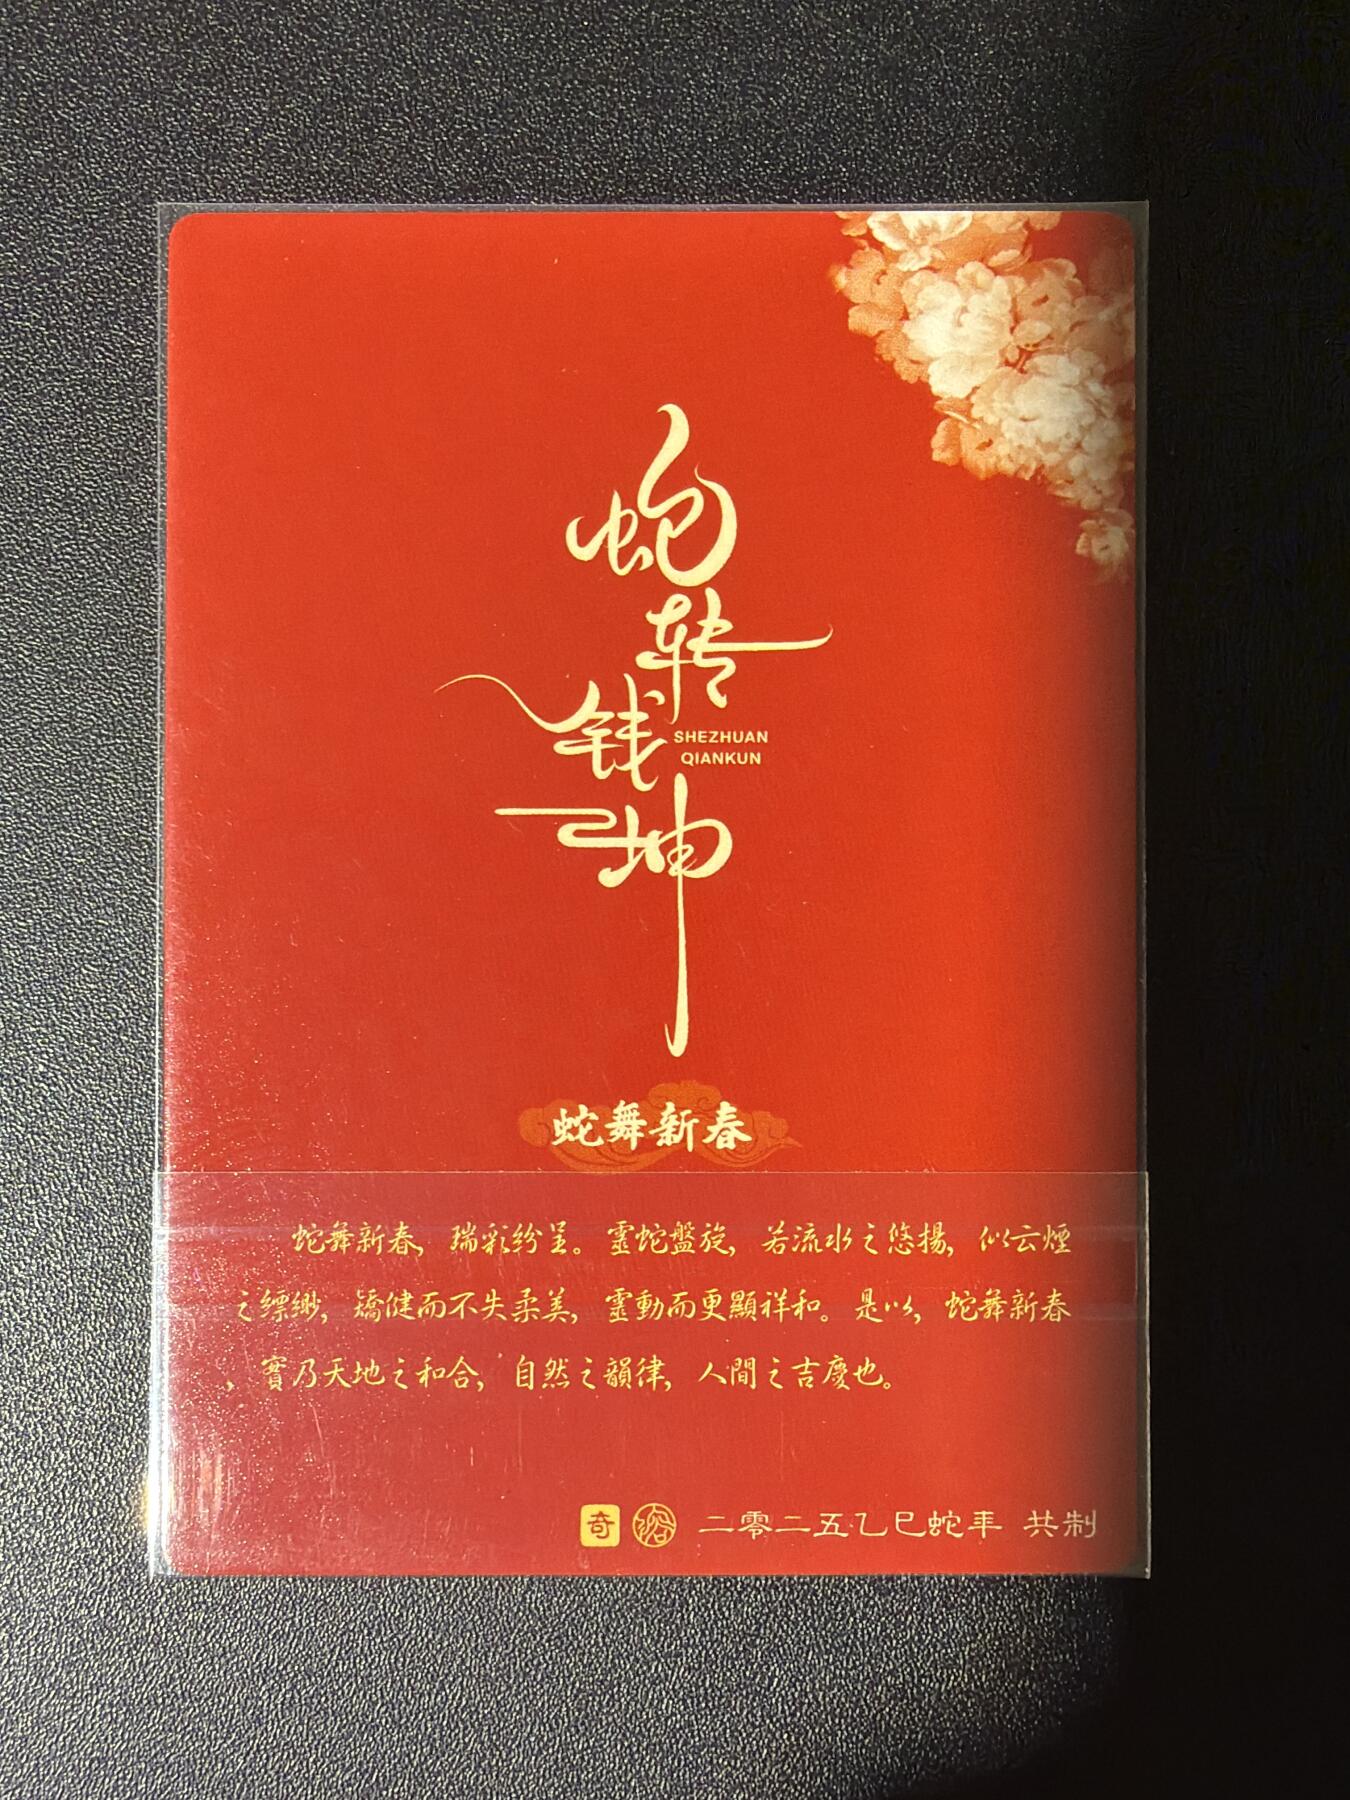 蛇
转
钱
SHEZHUAN
QIANKUN
坤
蛇舞新春
蛇舞新春，瑞彩紛呈。靈蛇盤旋，若流水之悠揚，似云煙
之縹緲，矯健而不失柔美，靈動而更顯祥和。是以，蛇舞新春
，實乃天地之和合，自然之韻律，人間之吉慶也。
奇 裕 二零二五乙巳蛇年 共制